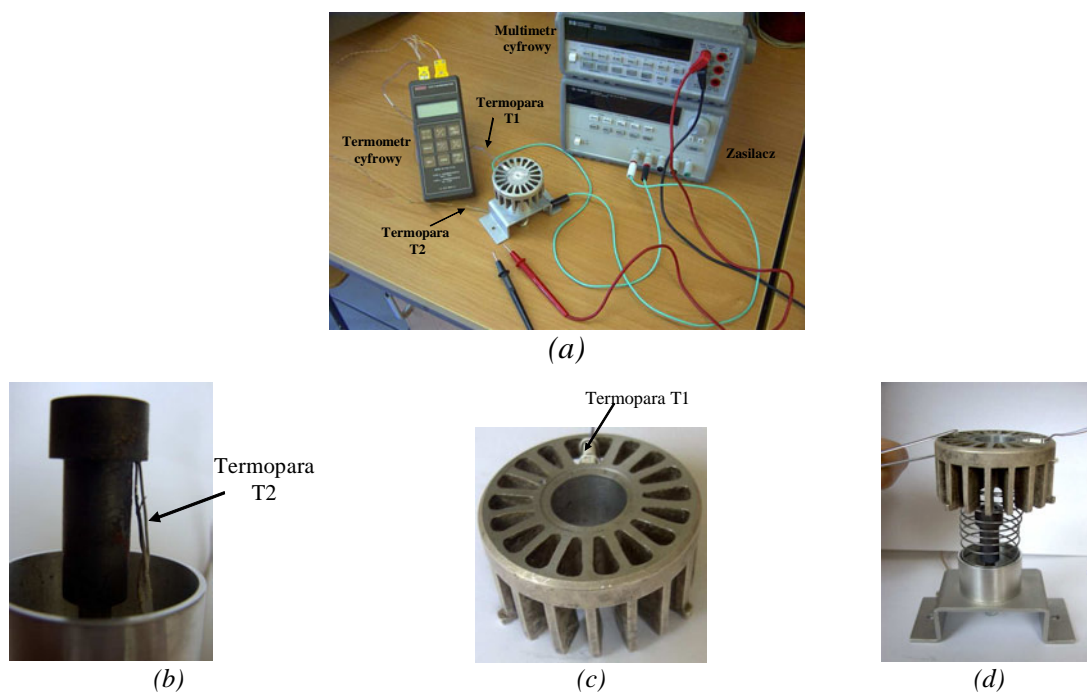 Multimetr
cyfrowy
Termopara
T1
Termometr
cyfrowy
Zasilacz
Termopara
T2
(a)
Termopara T1
Termopara
T2
(b)
(c)
(d)